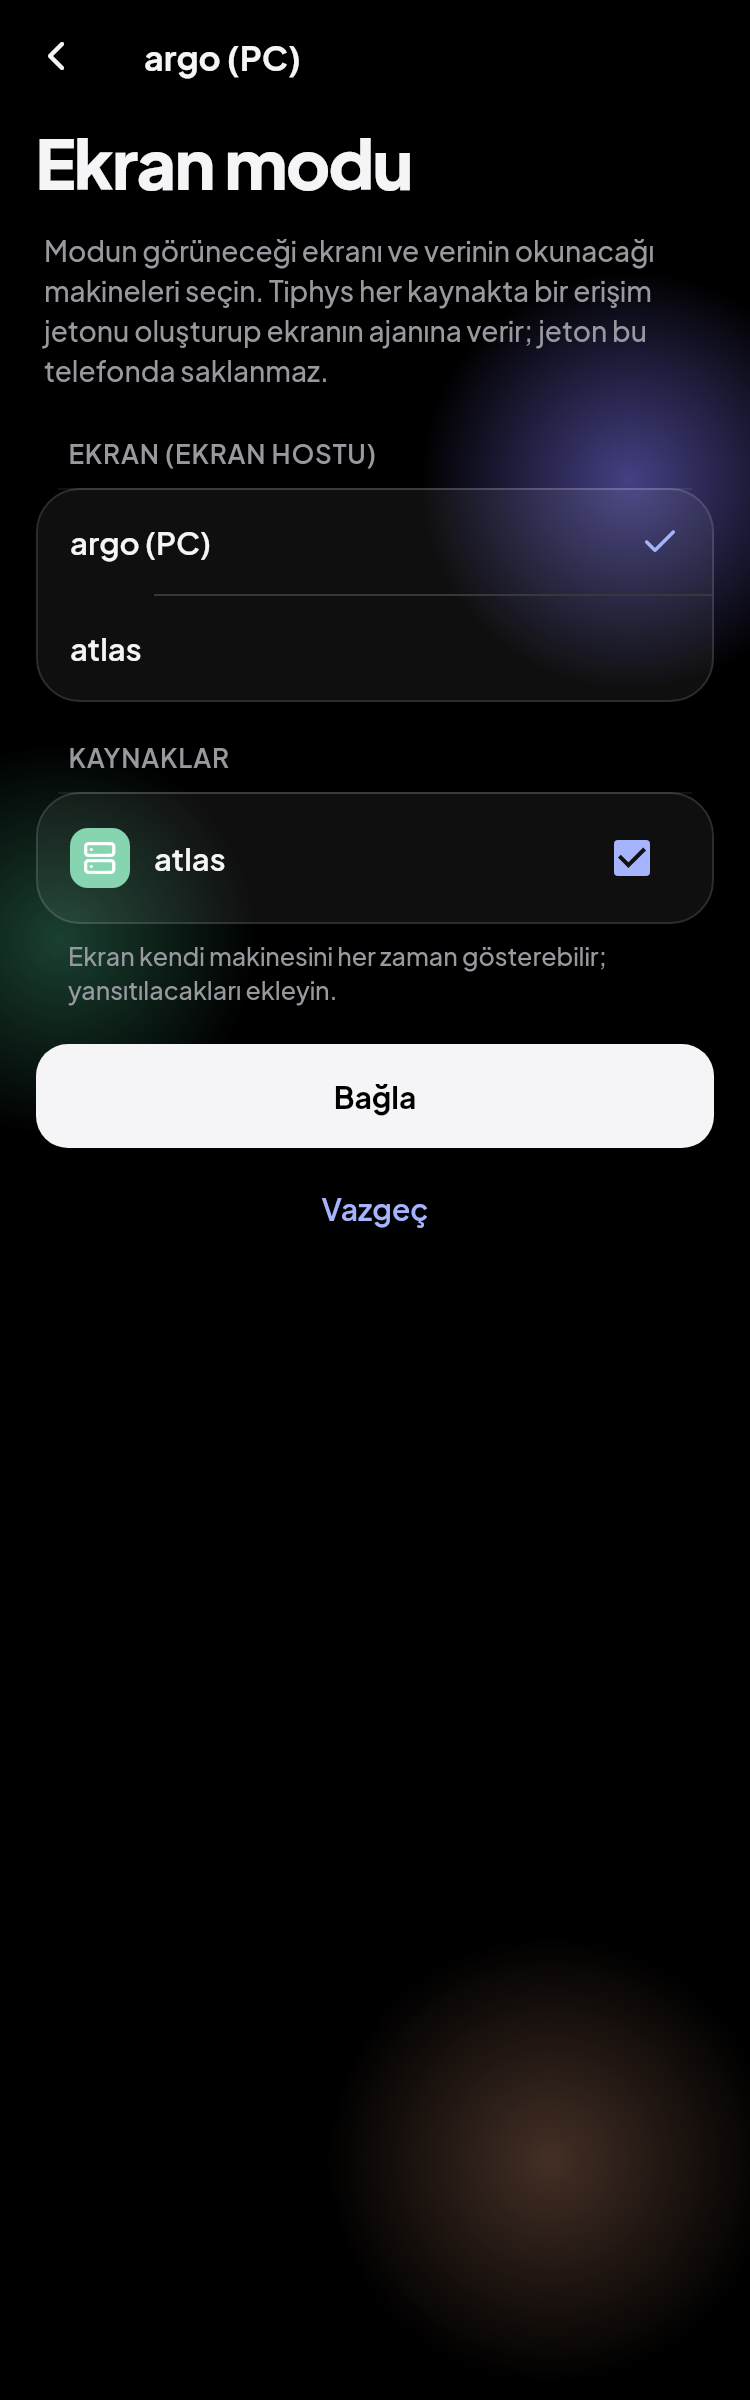 argo (PC)
Ekran modu
Modun görüneceği ekranı ve verinin okunacağı
makineleri seçin. Tiphys her kaynakta bir erişim
jetonu oluşturup ekranın ajanına verir; jeton bu
telefonda saklanmaz.
EKRAN (EKRAN HOSTU)
argo (PC)
atlas
KAYNAKLAR
atlas
Ekran kendi makinesini her zaman gösterebilir;
yansıtılacakları ekleyin.
Bağla
Vazgeç